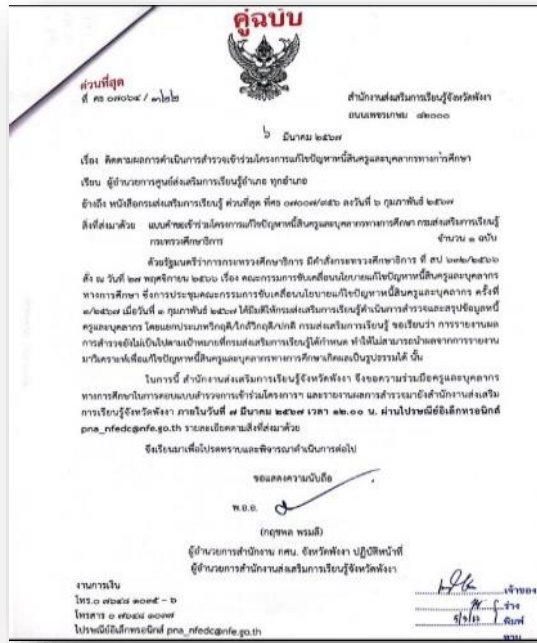 คู่ฉบับ
ด่วนที่สุด
ที่ ศธ ๐๗๐๖๔ / ๓๒๒
สำนักงานส่งเสริมการเรียนรู้จังหวัดพังงา
ถนนเพชรเกษม ๘๒๐๐๐
๖ มีนาคม ๒๕๖๗
เรื่อง ติดตามผลการดำเนินการสำรวจเข้าร่วมโครงการแก้ไขปัญหาหนี้สินครูและบุคลากรทางการศึกษา
เรียน ผู้อำนวยการศูนย์ส่งเสริมการเรียนรู้อำเภอ ทุกอำเภอ
อ้างถึง หนังสือกรมส่งเสริมการเรียนรู้ ด่วนที่สุด ที่ศธ ๐๗๐๐๗/๙๕๖ ลงวันที่ ๖ กุมภาพันธ์ ๒๕๖๗
สิ่งที่ส่งมาด้วย แบบคำขอเข้าร่วมโครงการแก้ไขปัญหาหนี้สินครูและบุคลากรทางการศึกษา กรมส่งเสริมการเรียนรู้
กระทรวงศึกษาธิการ จำนวน ๑ ฉบับ
ด้วยรัฐมนตรีว่าการกระทรวงศึกษาธิการ มีคำสั่งกระทรวงศึกษาธิการ ที่ สป ๖๓๒/๒๕๖๖
สั่ง ณ วันที่ ๒๗ พฤศจิกายน ๒๕๖๖ เรื่อง คณะกรรมการขับเคลื่อนนโยบายแก้ไขปัญหาหนี้สินครูและบุคลากร
ทางการศึกษา ซึ่งการประชุมคณะกรรมการขับเคลื่อนนโยบายแก้ไขปัญหาหนี้สินครูและบุคลากร ครั้งที่
๑/๒๕๖๗ เมื่อวันที่ ๑ กุมภาพันธ์ ๒๕๖๗ ได้มีมติให้กรมส่งเสริมการเรียนรู้ดำเนินการสำรวจและสรุปข้อมูลหนี้
ครูและบุคลากร โดยแยกประเภทวิกฤติ/ใกล้วิกฤติ/ปกติ กรมส่งเสริมการเรียนรู้ ขอเรียนว่า การรายงานผล
การสำรวจยังไม่เป็นไปตามเป้าหมายที่กรมส่งเสริมการเรียนรู้ได้กำหนด ทำให้ไม่สามารถนำผลจากการรายงาน
มาวิเคราะห์เพื่อแก้ไขปัญหาหนี้สินครูและบุคลากรทางการศึกษาเกิดผลเป็นรูปธรรมได้ นั้น
ในการนี้ สำนักงานส่งเสริมการเรียนรู้จังหวัดพังงา จึงขอความร่วมมือครูและบุคลากร
ทางการศึกษาในการตอบแบบสำรวจการเข้าร่วมโครงการฯ และรายงานผลการสำรวจมายังสำนักงานส่งเสริม
การเรียนรู้จังหวัดพังงา ภายในวันที่ ๗ มีนาคม ๒๕๖๗ เวลา ๑๒.๐๐ น. ผ่านไปรษณีย์อิเล็กทรอนิกส์
pna_nfedc@nfe.go.th รายละเอียดตามสิ่งที่ส่งมาด้วย
จึงเรียนมาเพื่อโปรดทราบและพิจารณาดำเนินการต่อไป
ขอแสดงความนับถือ
พ.อ.อ.
(กฤชพล พรมลี)
ผู้อำนวยการสำนักงาน กศน. จังหวัดพังงา ปฏิบัติหน้าที่
ผู้อำนวยการสำนักงานส่งเสริมการเรียนรู้จังหวัดพังงา
งานการเงิน
โทร.๐ ๗๖๔๘ ๑๐๓๕ – ๖
โทรสาร ๐ ๗๖๔๘ ๑๐๓๗
ไปรษณีย์อิเล็กทรอนิกส์ pna_nfedc@nfe.go.th
เจ้าของ
ร่าง
พิมพ์
ทาน